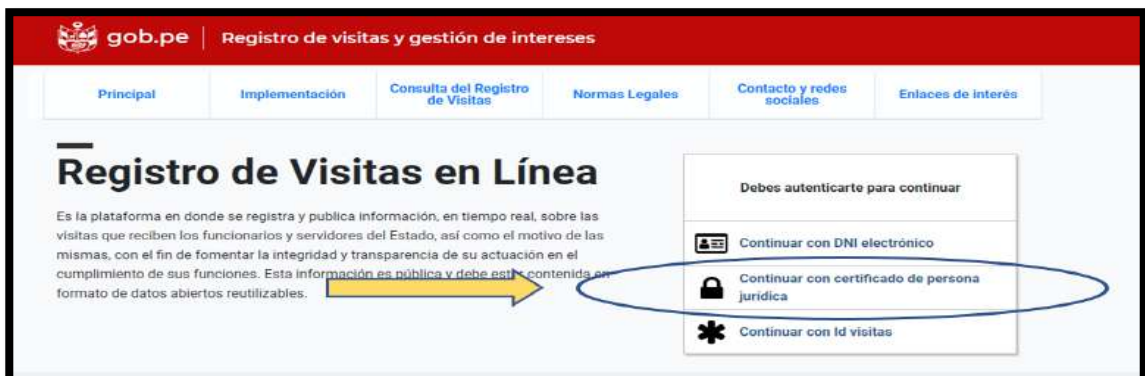 gob.pe | Registro de visitas y gestión de intereses
Principal
Implementación
Consulta del Registro
de Visitas
Normas Legales
Contacto y redes
sociales
Enlaces de interés
Registro de Visitas en Línea
Es la plataforma en donde se registra y publica información, en tiempo real, sobre las
visitas que reciben los funcionarios y servidores del Estado, así como el motivo de las
mismas, con el fin de fomentar la integridad y transparencia de su actuación en el
cumplimiento de sus funciones. Esta información es pública y debe estar contenida en
formato de datos abiertos reutilizables.
Debes autenticarte para continuar
Continuar con DNI electrónico
Continuar con certificado de persona
jurídica
Continuar con Id visitas